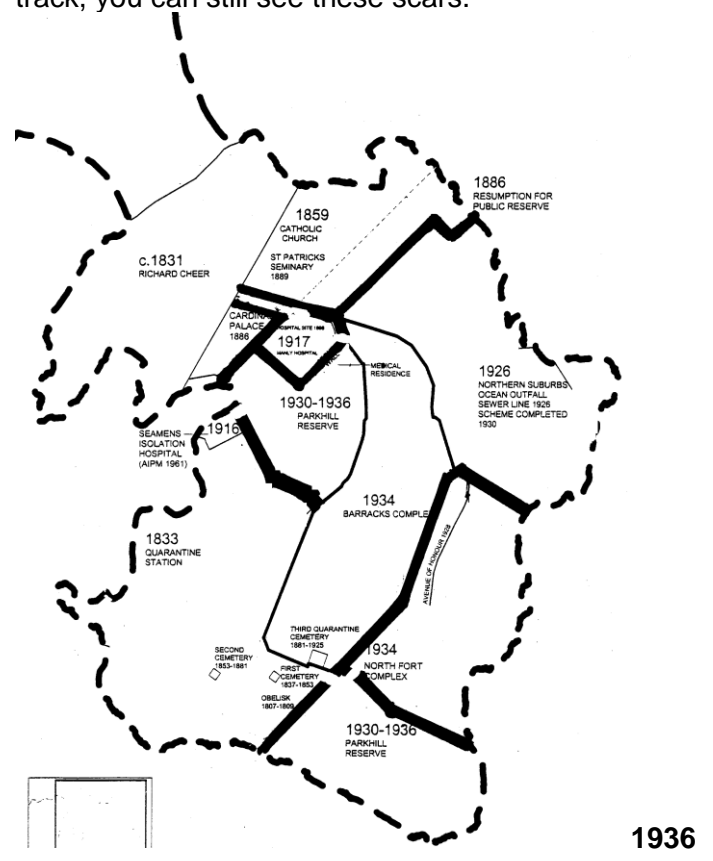 track, you can still see these scars.
1886
RESUMPTION FOR
PUBLIC RESERVE
1859
CATHOLIC
CHURCH
ST PATRICKS
SEMINARY
1889
c.1831
RICHARD CHEER
CARDINA
PALACE
1886
HOSPITAL SITE
1917
MANLY HOSPITAL
MEDICAL
RESIDENCE
1926
NORTHERN SUBURBS
OCEAN OUTFALL
SEWER LINE 1926
SCHEME COMPLETED
1930
1930-1936
PARKHILL
RESERVE
1916
SEAMENS
ISOLATION
HOSPITAL
(AIPM 1961)
1934
BARRACKS COMPLE
1833
QUARANTINE
STATION
AVENUE OF HONOUR 1928
THIRD QUARANTINE
CEMETERY
1881-1925
SECOND
CEMETERY
1853-1881
FIRST
CEMETERY
1837-1853
1934
NORTH FORT
COMPLEX
OBELISK
1807-1809
1930-1936
PARKHILL
RESERVE
1936